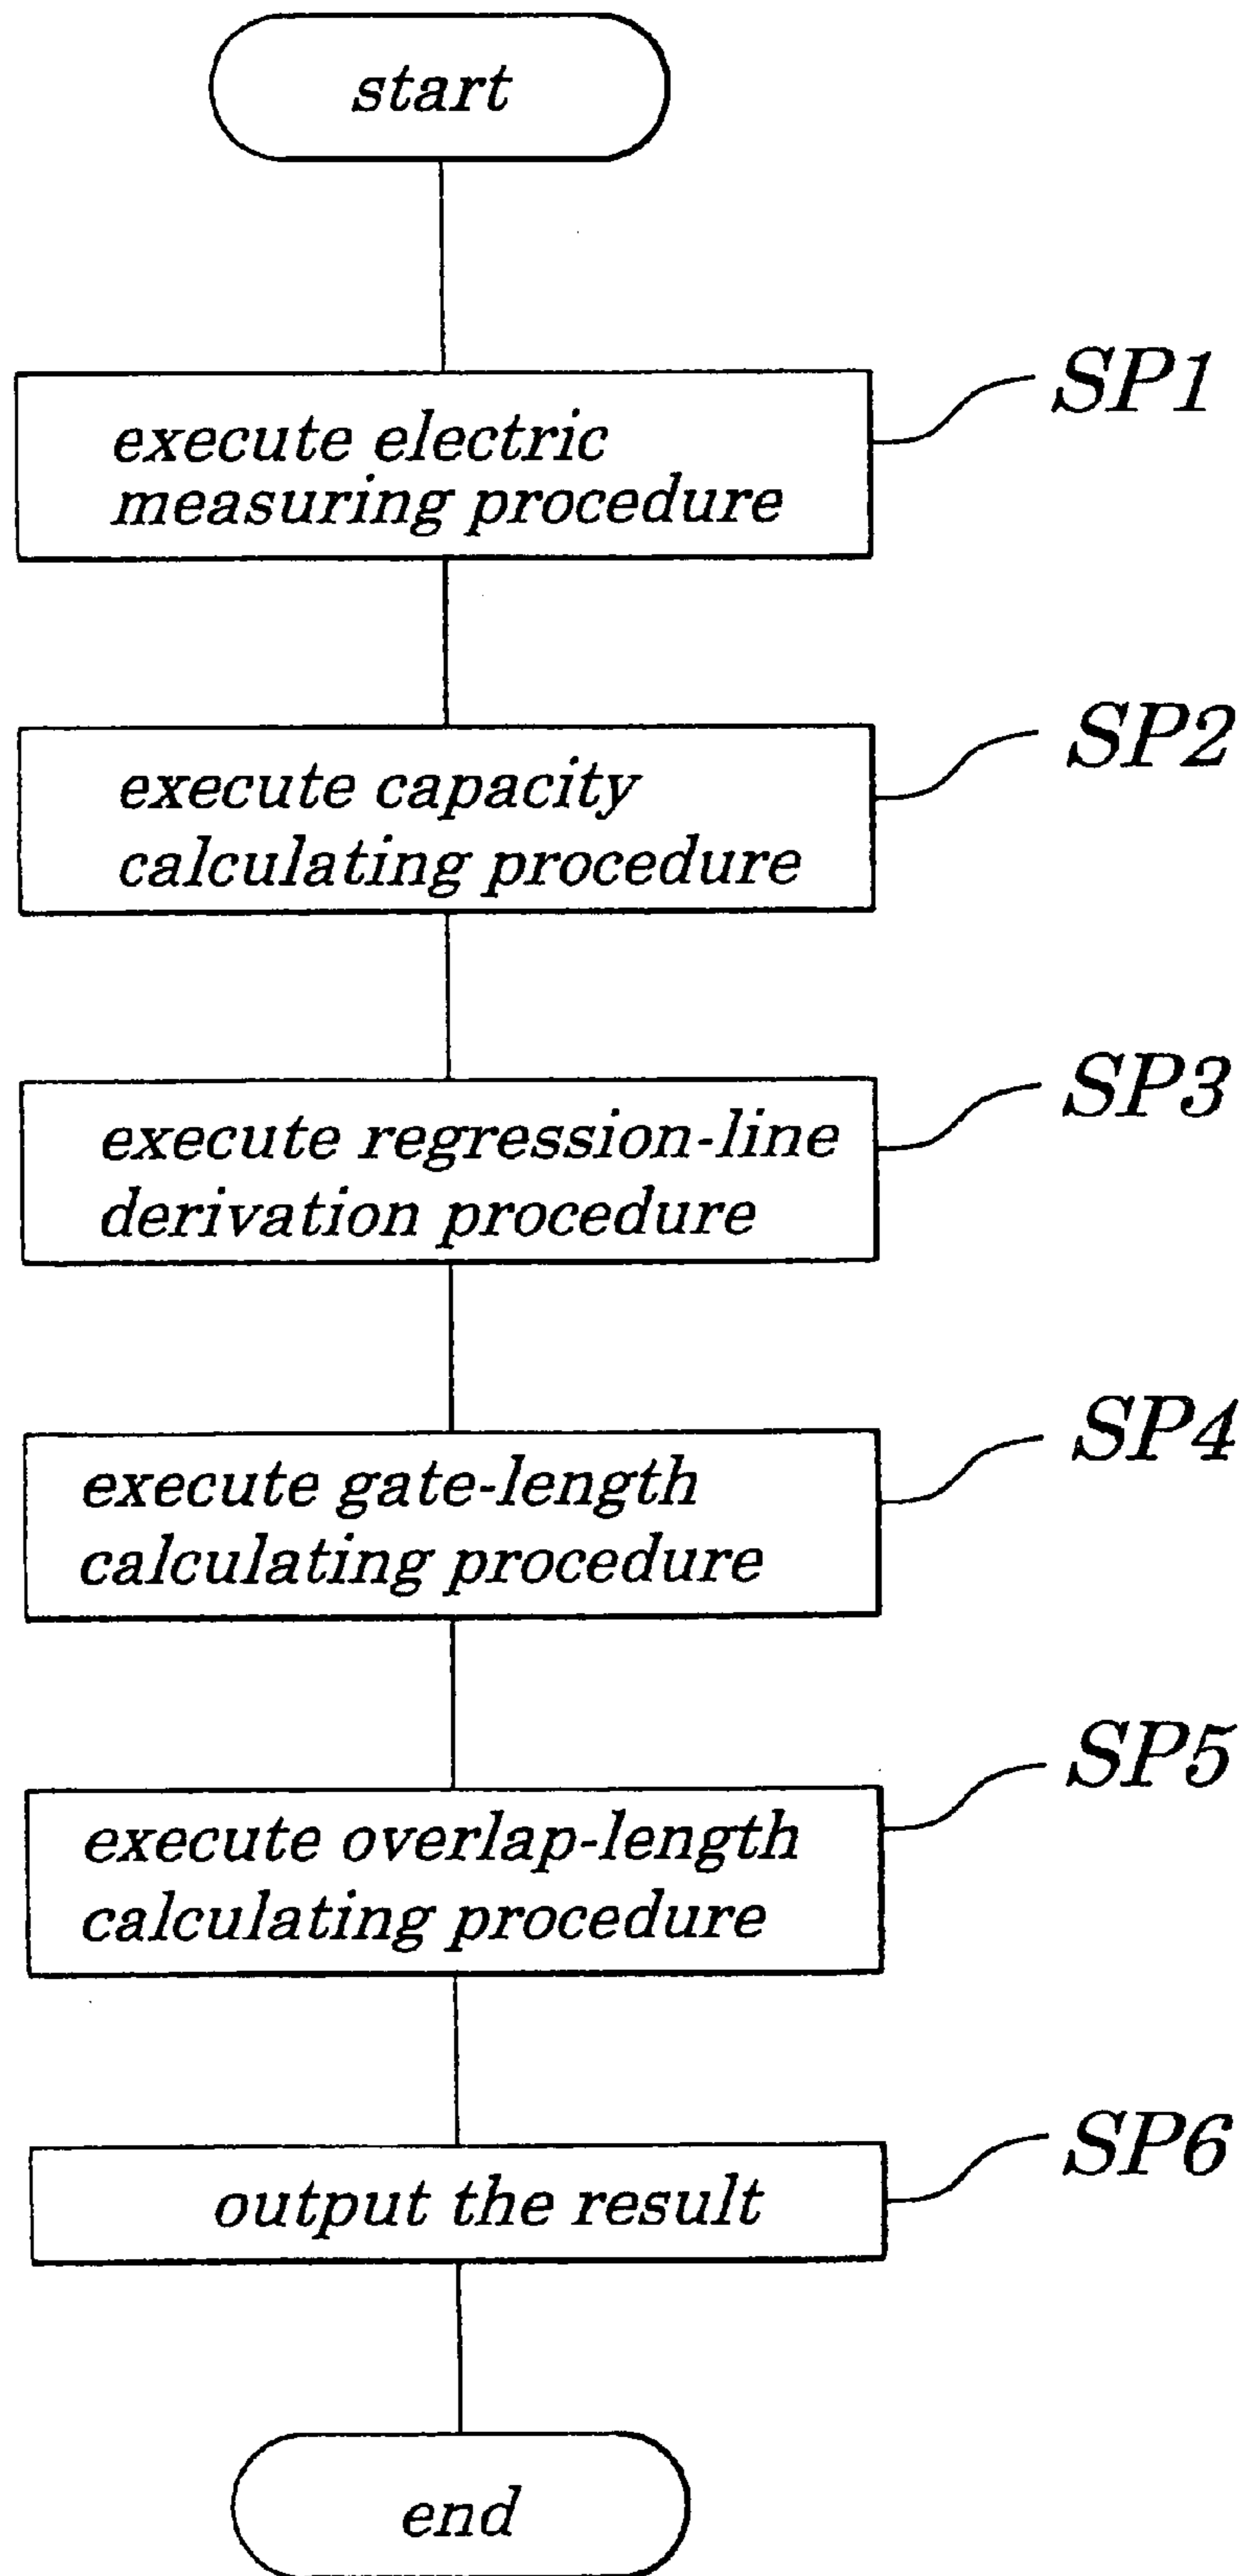 start
SP1
execute electric
measuring procedure
SP2
execute capacity
calculating procedure
SP3
execute regression-line
derivation procedure
SP4
execute gate-length
calculating procedure
SP5
execute overlap-length
calculating procedure
SP6
output the result
end